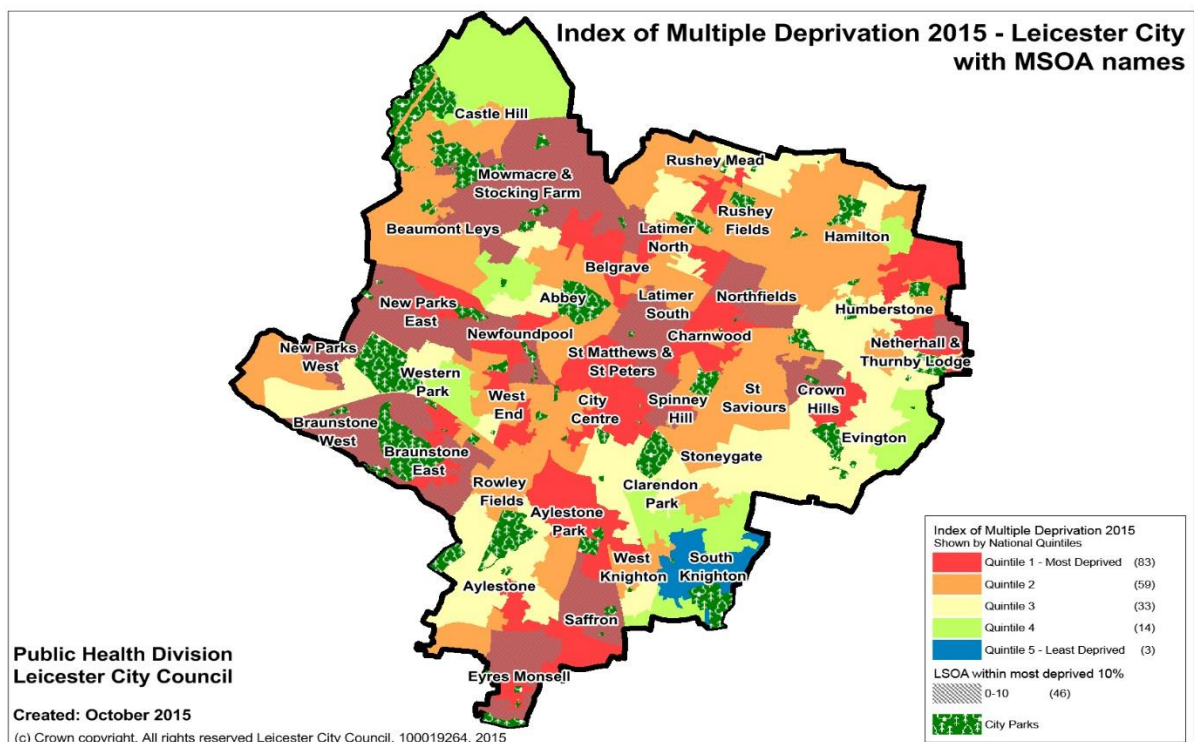 Index of Multiple Deprivation 2015 - Leicester City
with MSOA names
Castle Hill
Rushey Mead
Mowmacre &
Stocking Farm
Rushey
Fields
Beaumont Leys
Latimer
North
Hamilton
Belgrave
New Parks
East
Abbey
Latimer
South
Northfields
Humberstone
Newfoundpool
Charnwood
Netherhall &
Thurnby Lodge
New Parks
West
St Matthews &
St Peters
Western
Park
West
End
City
Centre
Spinney
Hill
St
Saviours
Crown
Hills
Braunstone
West
Evington
Braunstone
East
Stoneygate
Rowley
Fields
Clarendon
Park
Aylestone
Park
West
Knighton
South
Knighton
Aylestone
Saffron
Eyres Monsell
Index of Multiple Deprivation 2015
Shown by National Quintiles
Quintile 1 - Most Deprived (83)
Quintile 2 (59)
Quintile 3 (33)
Quintile 4 (14)
Quintile 5 - Least Deprived (3)
LSOA within most deprived 10%
0-10 (46)
City Parks
Public Health Division
Leicester City Council
Created: October 2015
(c) Crown copyright. All rights reserved Leicester City Council. 100019264. 2015